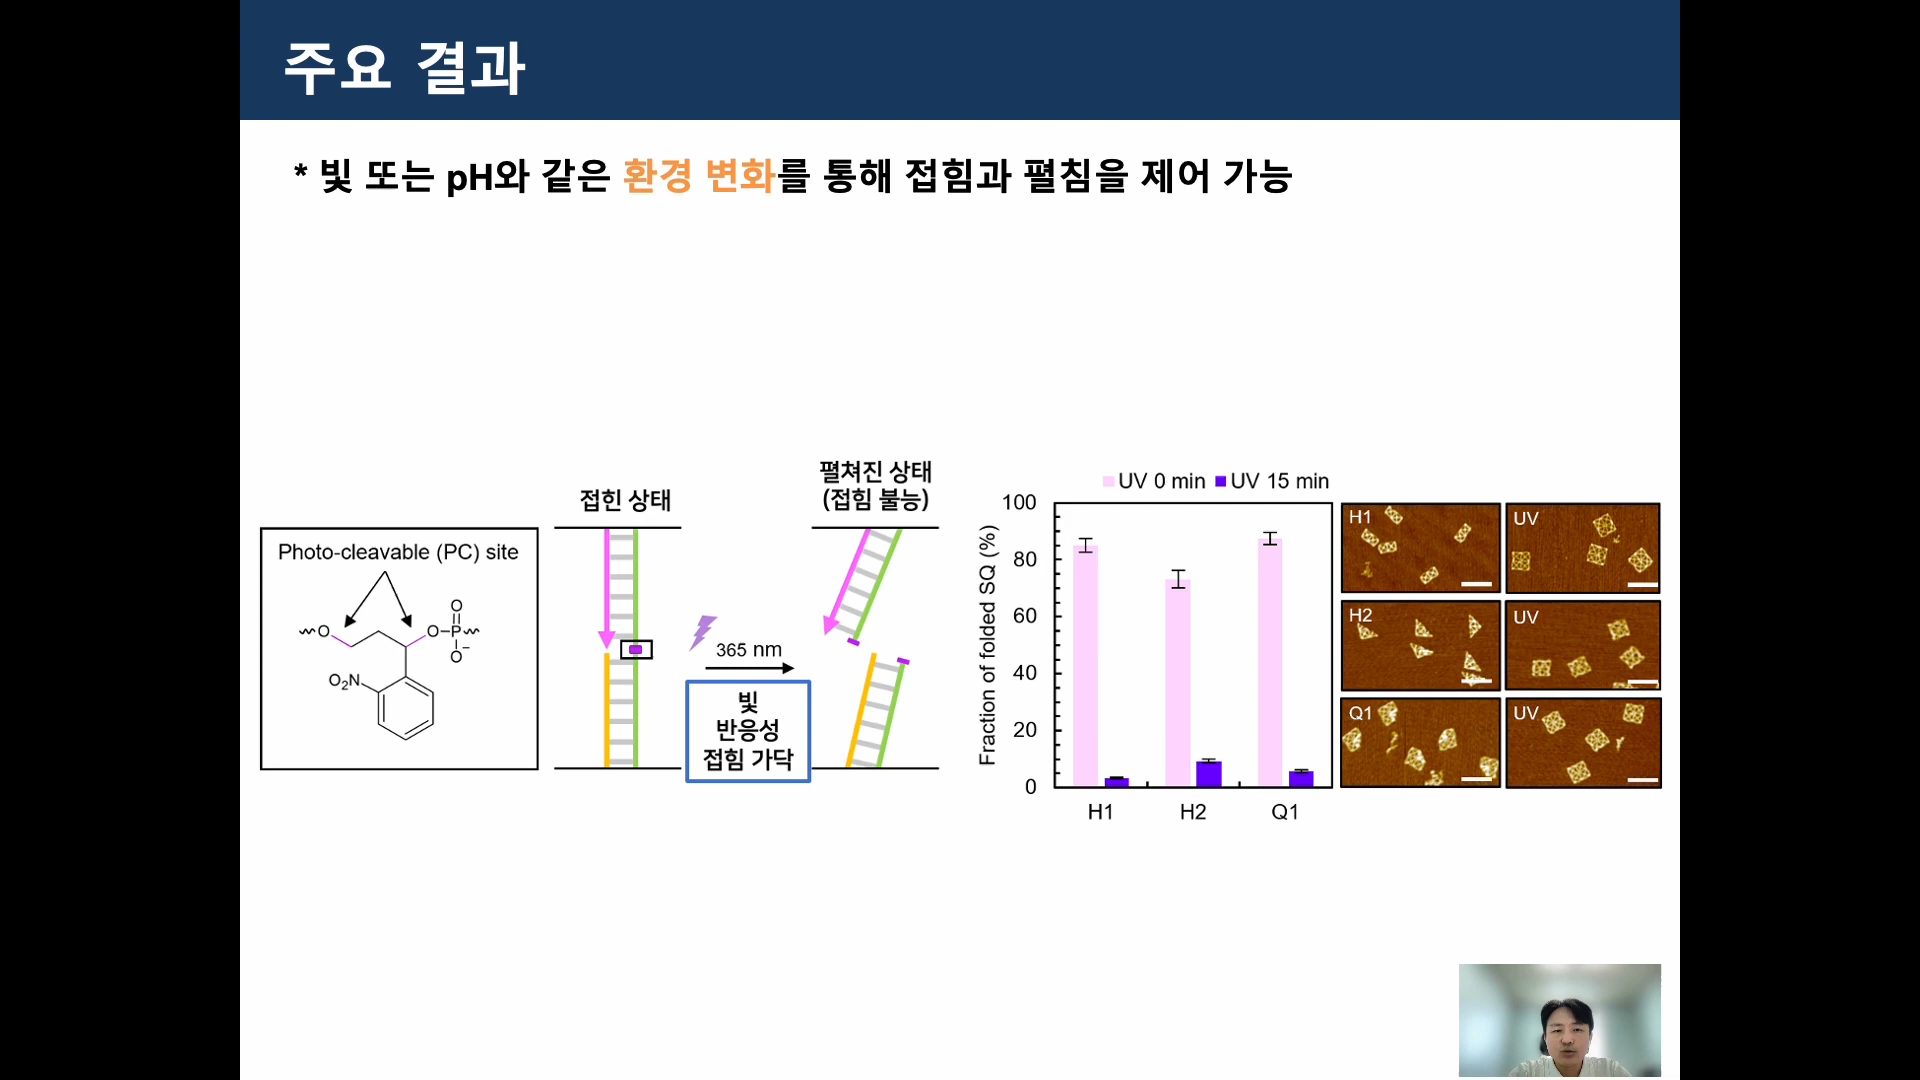 주요 결과
* 빛 또는 pH와 같은 환경 변화를 통해 접힘과 펼침을 제어 가능
Photo-cleavable (PC) site
O
O
P
O
O⁻
O₂N
접힌 상태
365 nm
빛
반응성
접힘 가닥
펼쳐진 상태
(접힘 불능)
UV 0 min
UV 15 min
Fraction of folded SQ (%)
100
80
60
40
20
0
H1
H2
Q1
H1
UV
H2
UV
Q1
UV